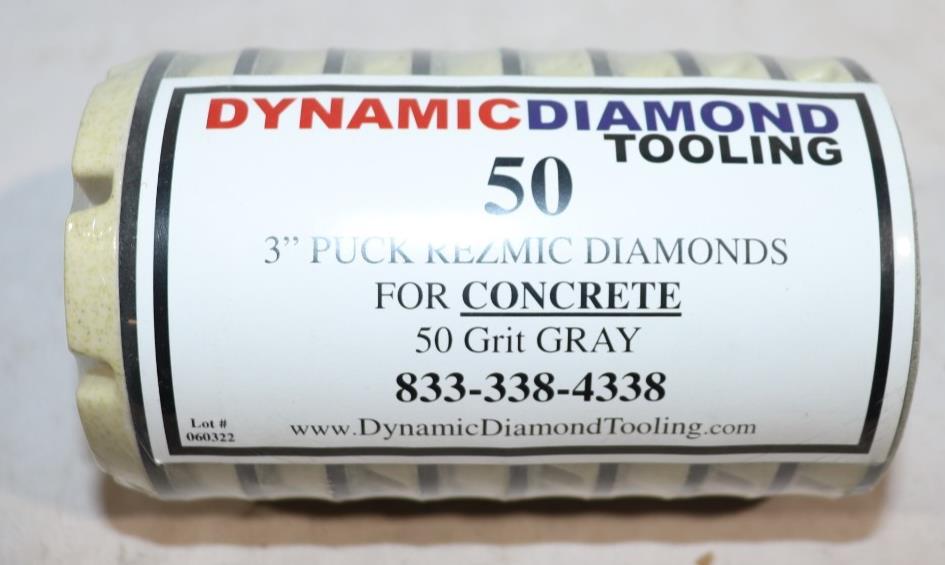 DYNAMICDIAMOND
TOOLING
50
3" PUCK REZMIC DIAMONDS
FOR CONCRETE
50 Grit GRAY
833-338-4338
Lot #
060322
www.DynamicDiamondTooling.com